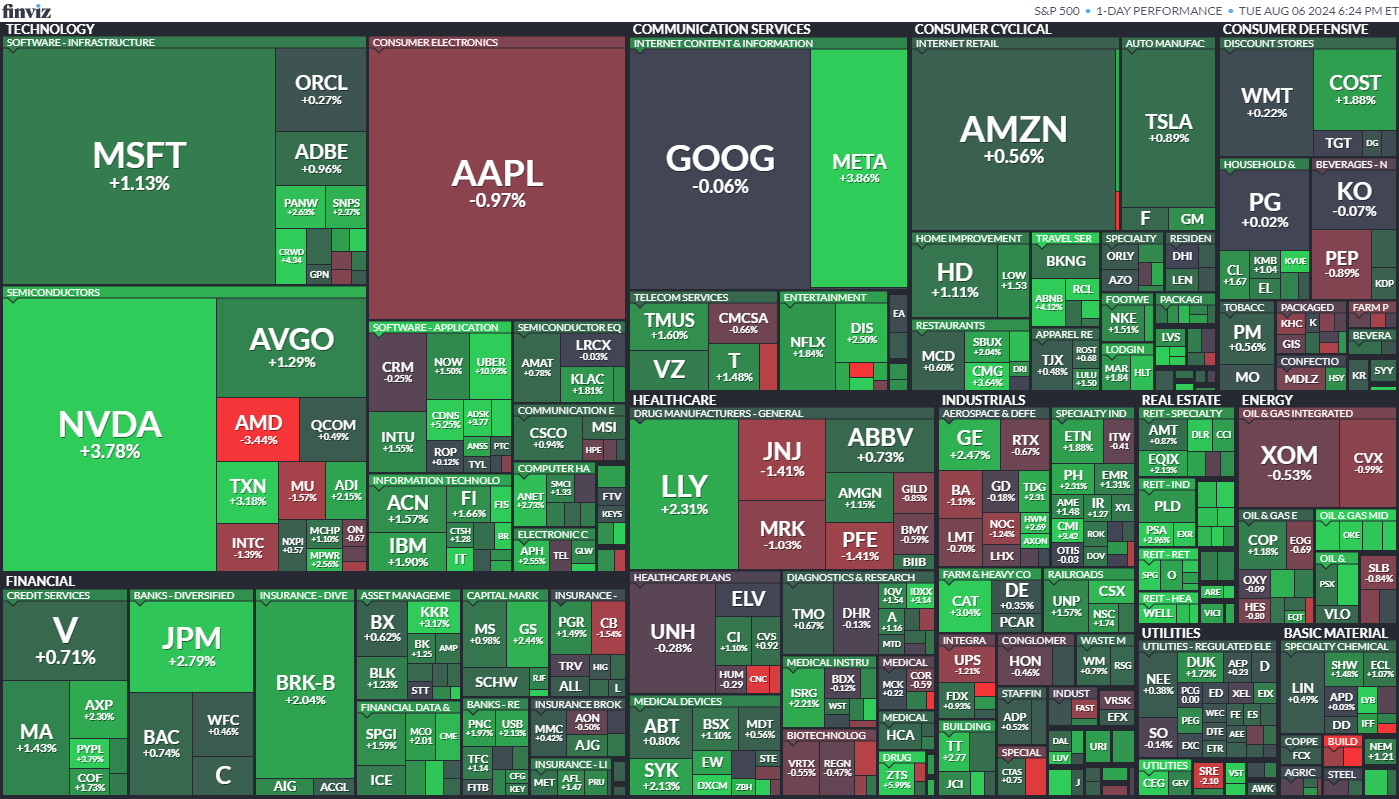 finviz
S&P 500 • 1-DAY PERFORMANCE • TUE AUG 06 2024 6:24 PM ET
TECHNOLOGY
SOFTWARE - INFRASTRUCTURE
MSFT
+1.13%
ORCL
+0.27%
ADBE
+0.96%
PANW
+2.63%
SNPS
+2.37%
CRWD
+4.34
GPN
CONSUMER ELECTRONICS
AAPL
-0.97%
SEMICONDUCTORS
NVDA
+3.78%
AVGO
+1.29%
AMD
-3.44%
QCOM
+0.49%
TXN
+3.18%
MU
-1.57%
ADI
+2.15%
INTC
-1.39%
NXPI
+0.57
MCHP
+1.10%
ON
-0.67
MPWR
+2.56%
SOFTWARE - APPLICATION
CRM
-0.25%
NOW
+1.50%
UBER
+10.93%
INTU
+1.55%
CDNS
+5.25%
ADSK
+3.77
ROP
+0.12%
ANSS
PTC
TYL
INFORMATION TECHNOLO
ACN
+1.57%
FI
+1.66%
FIS
IBM
+1.90%
CTSH
+1.28
BR
IT
SEMICONDUCTOR EQ
AMAT
+0.78%
LRCX
-0.03%
KLAC
+1.81%
COMMUNICATION E
CSCO
+0.94%
MSI
HPE
COMPUTER HA
ANET
+2.73%
SMCI
+1.33
FTV
KEYS
ELECTRONIC C
APH
+2.55%
TEL
GLW
COMMUNICATION SERVICES
INTERNET CONTENT & INFORMATION
GOOG
-0.06%
META
+3.86%
TELECOM SERVICES
TMUS
+1.60%
CMCSA
-0.66%
VZ
T
+1.48%
ENTERTAINMENT
NFLX
+1.84%
DIS
+2.50%
EA
CONSUMER CYCLICAL
INTERNET RETAIL
AMZN
+0.56%
AUTO MANUFAC
TSLA
+0.89%
F
GM
HOME IMPROVEMENT
HD
+1.11%
LOW
+1.53
TRAVEL SER
BKNG
ABNB
+4.12%
RCL
SPECIALTY
ORLY
AZO
RESIDEN
DHI
LEN
RESTAURANTS
MCD
+0.60%
SBUX
+2.04%
CMG
+3.64%
DRI
APPAREL RE
TJX
+0.48%
ROST
+0.68
LULU
+1.50
FOOTWE
NKE
+1.51%
PACKAGI
LVS
LODGIN
MAR
+1.84
HLT
CONSUMER DEFENSIVE
DISCOUNT STORES
WMT
+0.22%
COST
+1.88%
TGT
DG
HOUSEHOLD &
PG
+0.02%
CL
+1.67
KMB
+1.04
KVUE
EL
BEVERAGES - N
KO
-0.07%
PEP
-0.89%
KDP
TOBACC
PM
+0.56%
MO
PACKAGED
KHC
K
GIS
FARM P
BEVERA
CONFECTIO
MDLZ
HSY
KR
SYY
FINANCIAL
CREDIT SERVICES
V
+0.71%
MA
+1.43%
AXP
+2.30%
PYPL
+3.79%
COF
+1.73%
BANKS - DIVERSIFIED
JPM
+2.79%
BAC
+0.74%
WFC
+0.46%
C
INSURANCE - DIVE
BRK-B
+2.04%
AIG
ACGL
ASSET MANAGEME
BX
+0.62%
KKR
+3.17%
BLK
+1.23%
BK
+1.25
AMP
STT
FINANCIAL DATA &
SPGI
+1.59%
MCO
+2.01
CME
ICE
CAPITAL MARK
MS
+0.98%
GS
+2.44%
SCHW
RJF
BANKS - RE
PNC
+1.97%
USB
+2.13%
TFC
+1.14
CFG
FITB
KEY
INSURANCE -
PGR
+1.49%
CB
-1.54%
TRV
HIG
ALL
L
INSURANCE BROK
MMC
+0.42%
AON
-0.50%
AJG
INSURANCE - LI
MET
AFL
+1.47
PRU
HEALTHCARE
DRUG MANUFACTURERS - GENERAL
LLY
+2.31%
JNJ
-1.41%
ABBV
+0.73%
MRK
-1.03%
AMGN
+1.15%
GILD
-0.85%
PFE
-1.41%
BMY
-0.59%
BIIB
HEALTHCARE PLANS
UNH
-0.28%
ELV
CI
+1.10%
CVS
+0.92
HUM
-0.29
CNC
DIAGNOSTICS & RESEARCH
TMO
+0.67%
DHR
-0.13%
IQV
+1.54
IDXX
+3.14
A
+1.16
MTD
MEDICAL DEVICES
ABT
+0.80%
BSX
+1.10%
MDT
+0.56%
SYK
+2.13%
EW
STE
DXCM
ZBH
MEDICAL INSTRU
ISRG
+2.21%
BDX
-0.12%
WST
MEDICAL
MCK
+0.22
COR
-0.59
BIOTECHNOLOG
VRTX
-0.55%
REGN
-0.47%
MEDICAL
HCA
DRUG
ZTS
+5.99%
INDUSTRIALS
AEROSPACE & DEFE
GE
+2.47%
RTX
-0.67%
BA
-1.19%
GD
-0.18%
TDG
+2.31
LMT
-0.70%
NOC
-1.24%
HWM
+2.69
AXON
LHX
SPECIALTY IND
ETN
+1.88%
ITW
-0.41
PH
+2.31%
EMR
+1.31%
AME
+1.48
IR
+1.27
XYL
CMI
+3.42
ROK
OTIS
-0.03
DOV
FARM & HEAVY CO
CAT
+3.04%
DE
+0.35%
PCAR
RAILROADS
UNP
+1.57%
CSX
NSC
+1.74
INTEGRA
UPS
-1.21%
FDX
+0.93%
CONGLOMER
HON
-0.46%
WASTE M
WM
+0.79%
RSG
STAFFIN
ADP
+0.52%
INDUST
FAST
VRSK
EFX
BUILDING
TT
+2.77
JCI
SPECIAL
CTAS
+0.75
DAL
LUV
URI
J
REAL ESTATE
REIT - SPECIALTY
AMT
+0.87%
DLR
CCI
EQIX
+2.13%
REIT - IND
PLD
PSA
+2.96%
EXR
REIT - RET
SPG
O
REIT - HEA
WELL
ARE
VICI
ENERGY
OIL & GAS INTEGRATED
XOM
-0.53%
CVX
-0.99%
OIL & GAS E
COP
+1.18%
EOG
-0.69
OXY
-0.09
HES
-0.80
EQT
OIL & GAS MID
OKE
OIL &
PSX
VLO
SLB
-0.84%
UTILITIES
UTILITIES - REGULATED ELE
NEE
+0.38%
DUK
+1.72%
AEP
+0.23
D
SO
-0.14%
PCG
0.00
ED
XEL
EIX
PEG
WEC
FE
ES
DTE
AEE
EXC
ETR
UTILITIES
CEG
GEV
SRE
-2.10
VST
AWK
BASIC MATERIAL
SPECIALTY CHEMICAL
LIN
+0.49%
SHW
+1.48%
ECL
+1.07%
APD
+0.03%
LYB
DD
IFF
COPPE
FCX
BUILD
NEM
+1.21
AGRIC
STEEL